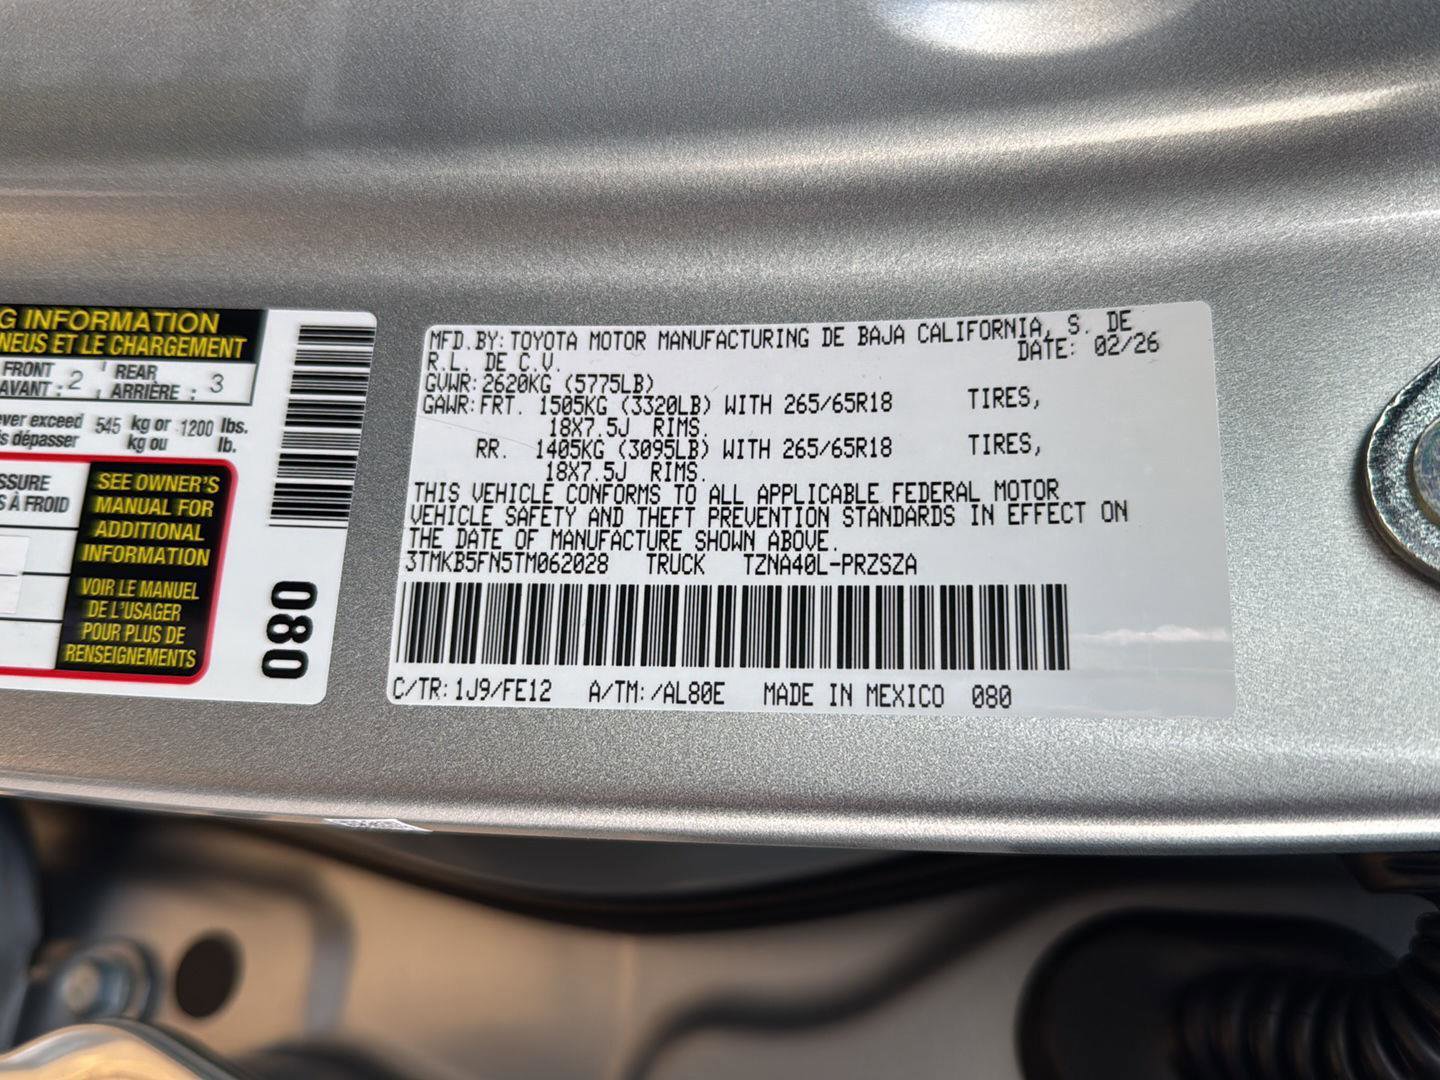 G INFORMATION
NEUS ET LE CHARGEMENT
FRONT 2 REAR 3
AVANT : ARRIÈRE :
ver exceed 545 kg or 1200 lbs.
s dépasser kg ou lb.
SSURE
S À FROID
SEE OWNER'S
MANUAL FOR
ADDITIONAL
INFORMATION
VOIR LE MANUEL
DE L'USAGER
POUR PLUS DE
RENSEIGNEMENTS
080
MFD.BY:TOYOTA MOTOR MANUFACTURING DE BAJA CALIFORNIA, S. DE
R.L. DE C.V. DATE: 02/26
GVWR:2620KG (5775LB)
GAWR:FRT. 1505KG (3320LB) WITH 265/65R18 TIRES,
18X7.5J RIMS.
RR. 1405KG (3095LB) WITH 265/65R18 TIRES,
18X7.5J RIMS.
THIS VEHICLE CONFORMS TO ALL APPLICABLE FEDERAL MOTOR
VEHICLE SAFETY AND THEFT PREVENTION STANDARDS IN EFFECT ON
THE DATE OF MANUFACTURE SHOWN ABOVE.
3TMKB5FN5TM062028 TRUCK TZNA40L-PRZSZA
C/TR:1J9/FE12 A/TM:/AL80E MADE IN MEXICO 080